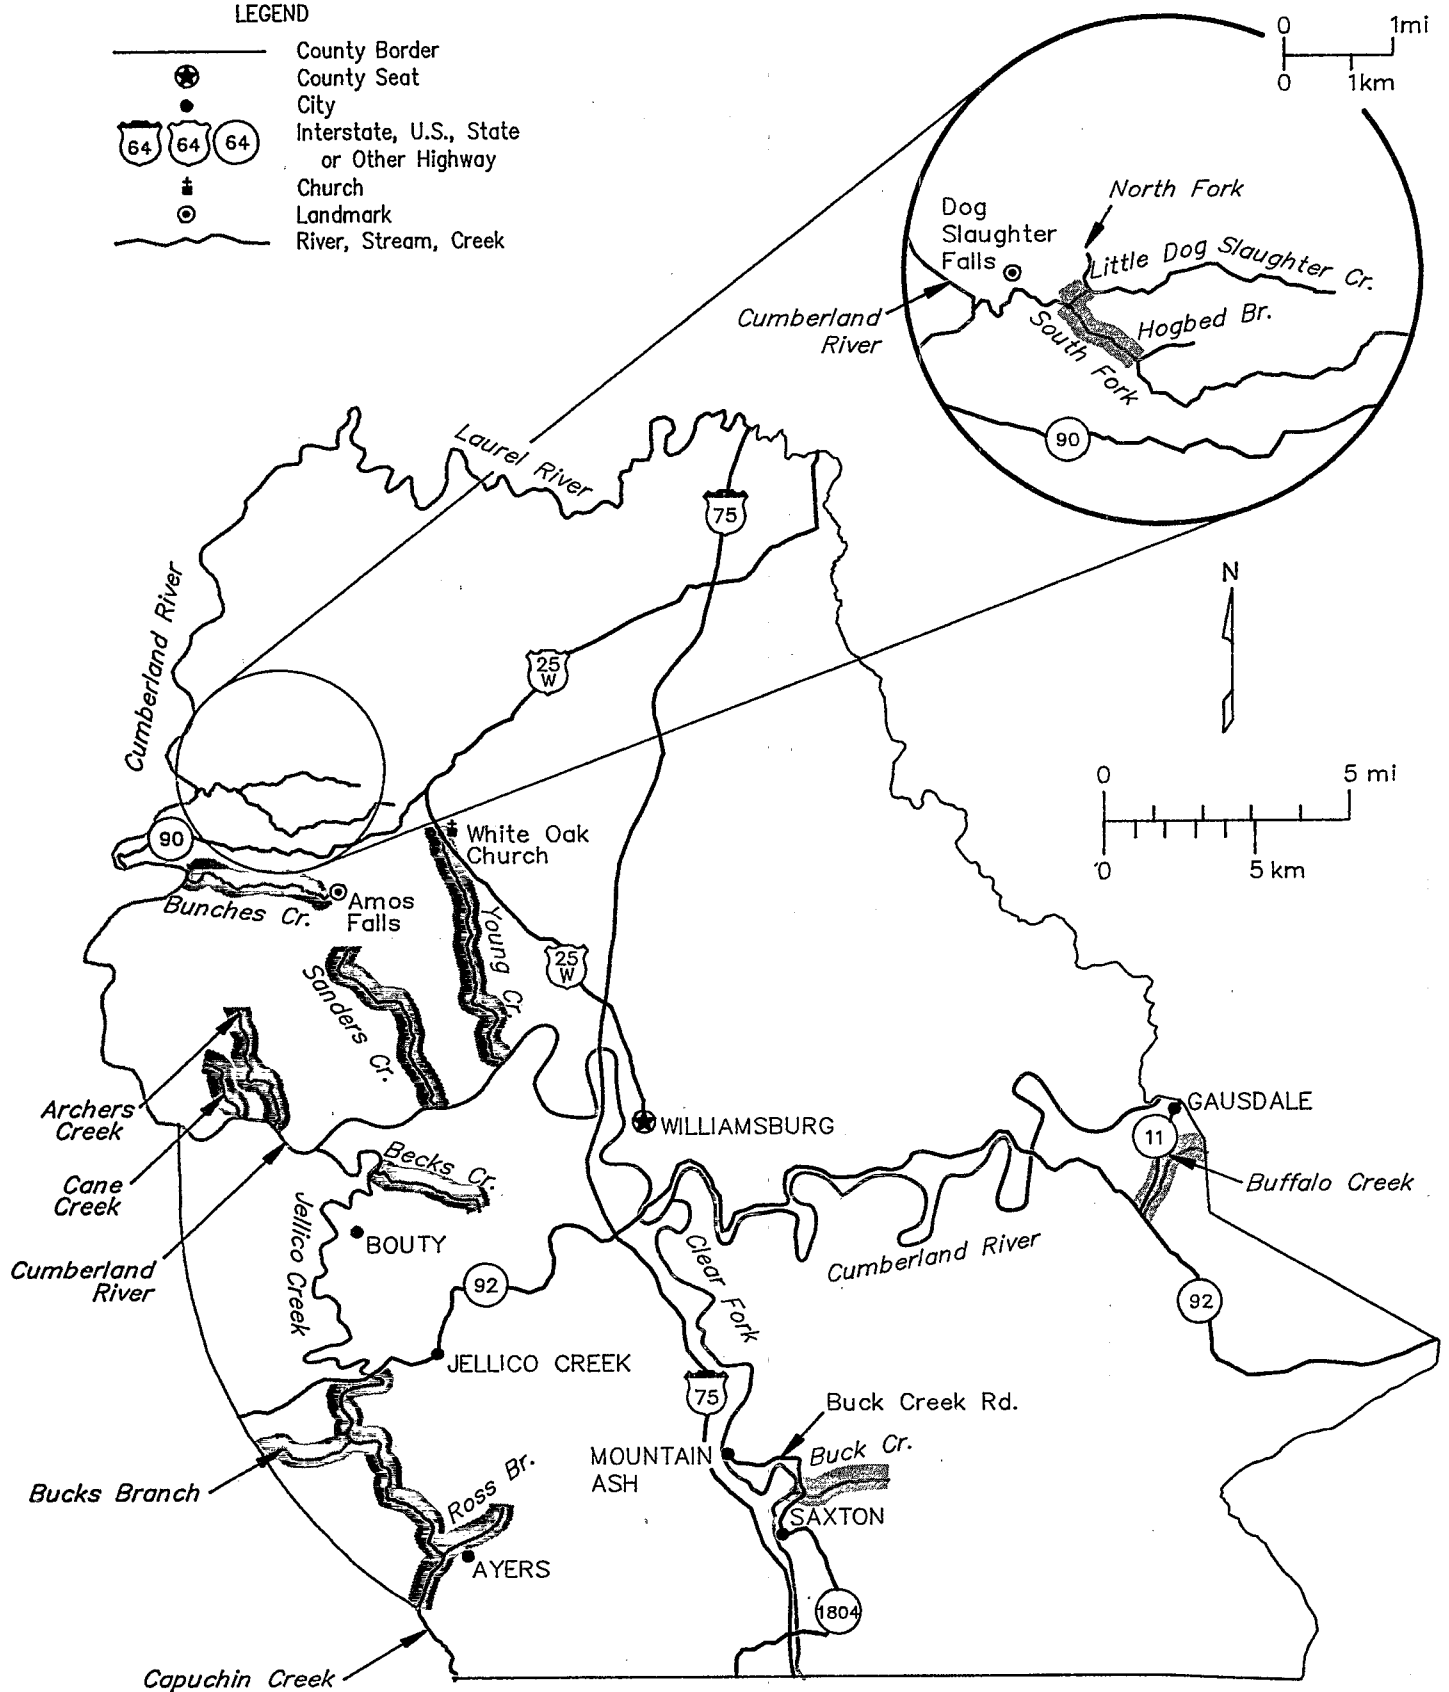 LEGEND
County Border
County Seat
City
64 64 64 Interstate, U.S., State
or Other Highway
Church
Landmark
River, Stream, Creek
0 1mi
0 1km
North Fork
Dog
Slaughter
Falls
Little Dog Slaughter Cr.
Cumberland
River
South Fork
Hogbed Br.
90
Laurel River
75
N
Cumberland River
25
W
0 5 mi
0 5 km
90
White Oak
Church
Bunches Cr.
Amos
Falls
Young Cr.
25
W
Sanders Cr.
Archers
Creek
WILLIAMSBURG
GAUSDALE
11
Cane
Creek
Becks Cr.
Buffalo Creek
Jellico Creek
BOUTY
Cumberland
River
Clear Fork
Cumberland River
92
92
JELLICO CREEK
75
Buck Creek Rd.
MOUNTAIN
ASH
Buck Cr.
Bucks Branch
Ross Br.
SAXTON
AYERS
1804
Capuchin Creek